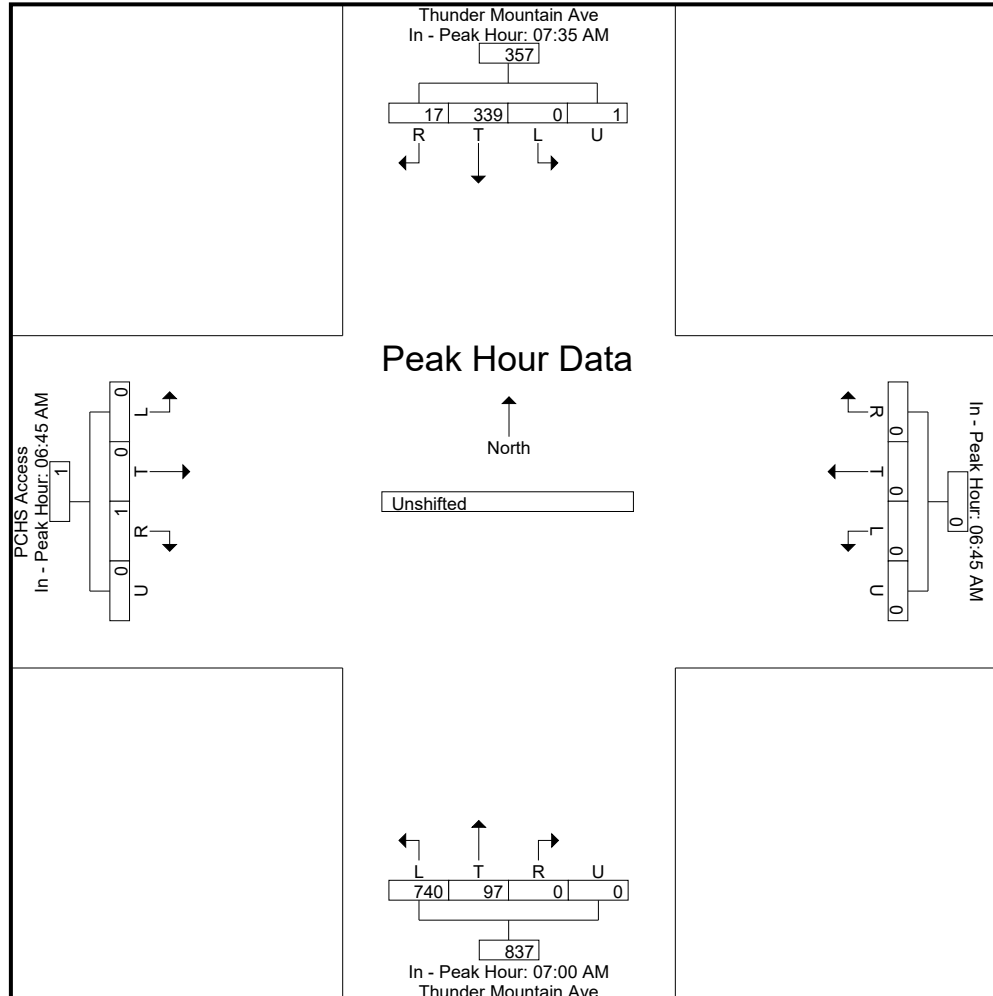 Thunder Mountain Ave
In - Peak Hour: 07:35 AM
357
17 339 0 1
R T L U
Peak Hour Data
North
Unshifted
PCHS Access
In - Peak Hour: 06:45 AM
1
0 0 1 0
L T R U
R T L U
0 0 0 0
0
In - Peak Hour: 06:45 AM
L T R U
740 97 0 0
837
In - Peak Hour: 07:00 AM
Thunder Mountain Ave